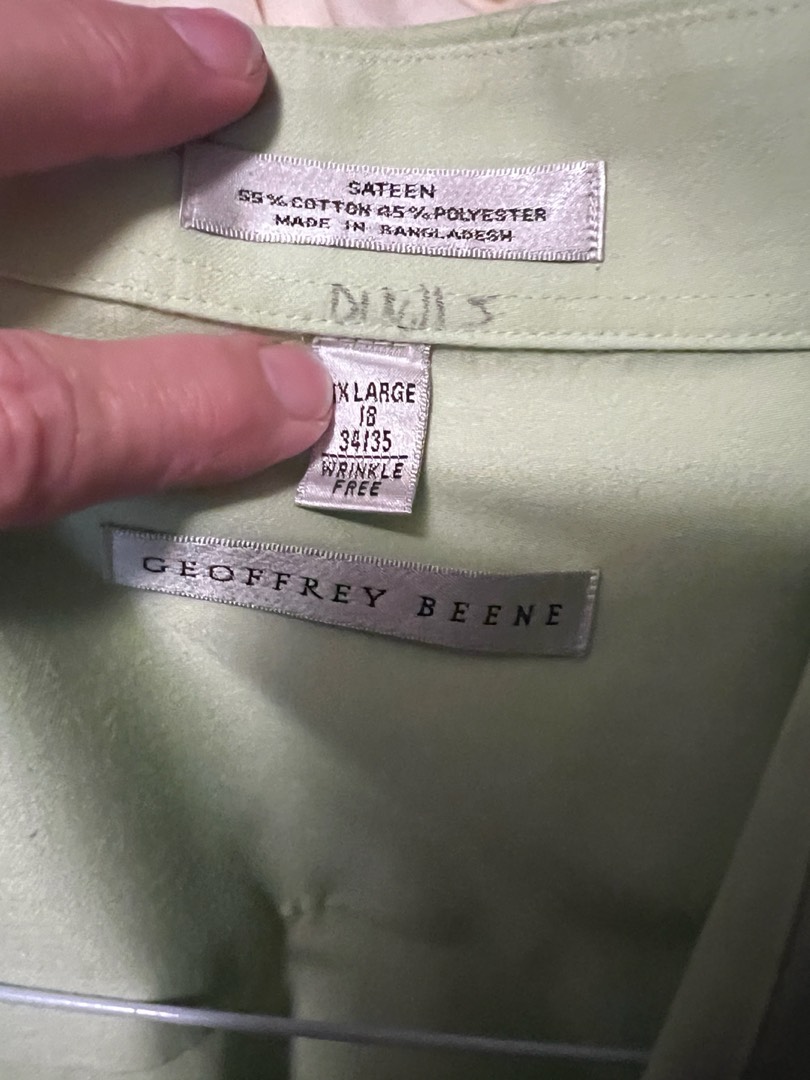 SATEEN
55% COTTON 45% POLYESTER
MADE IN BANGLADESH
X LARGE
18
34/35
WRINKLE
FREE
GEOFFREY BEENE